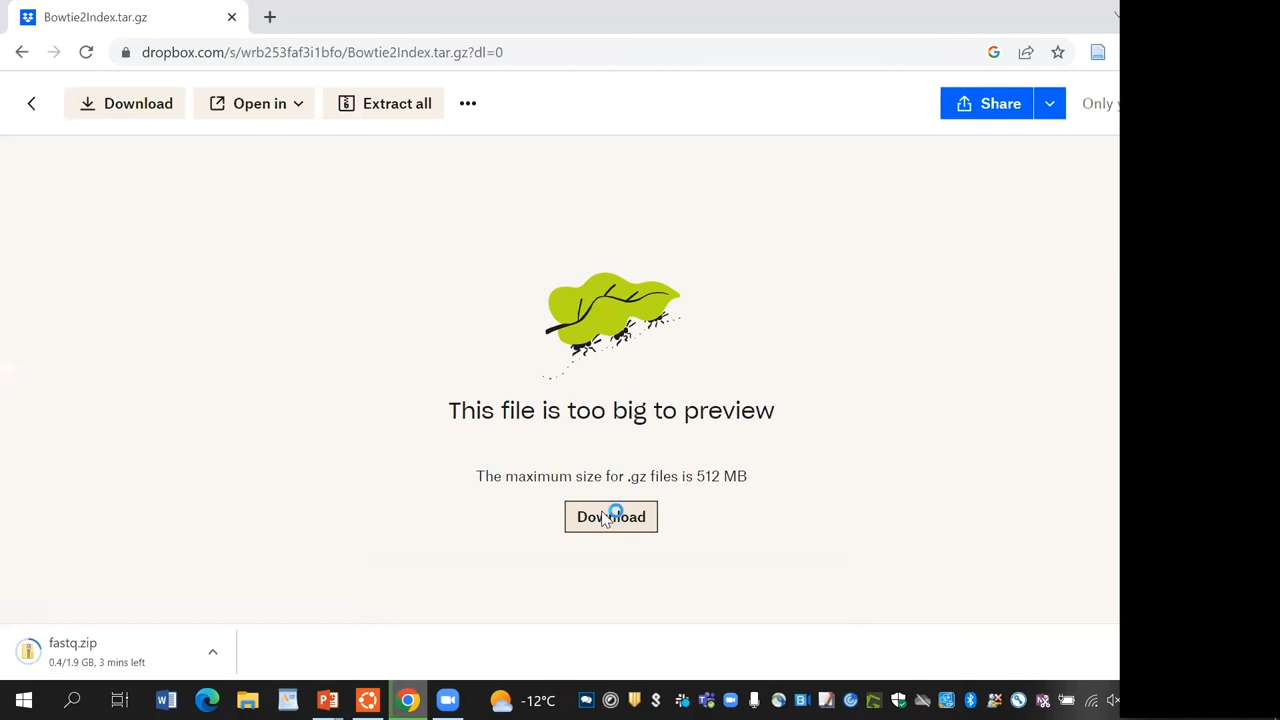 Bowtie2Index.tar.gz
dropbox.com/s/wrb253faf3i1bfo/Bowtie2Index.tar.gz?dl=0
Download
Open in
Extract all
Share
Only
This file is too big to preview
The maximum size for .gz files is 512 MB
Download
fastq.zip
0.4/1.9 GB, 3 mins left
-12°C